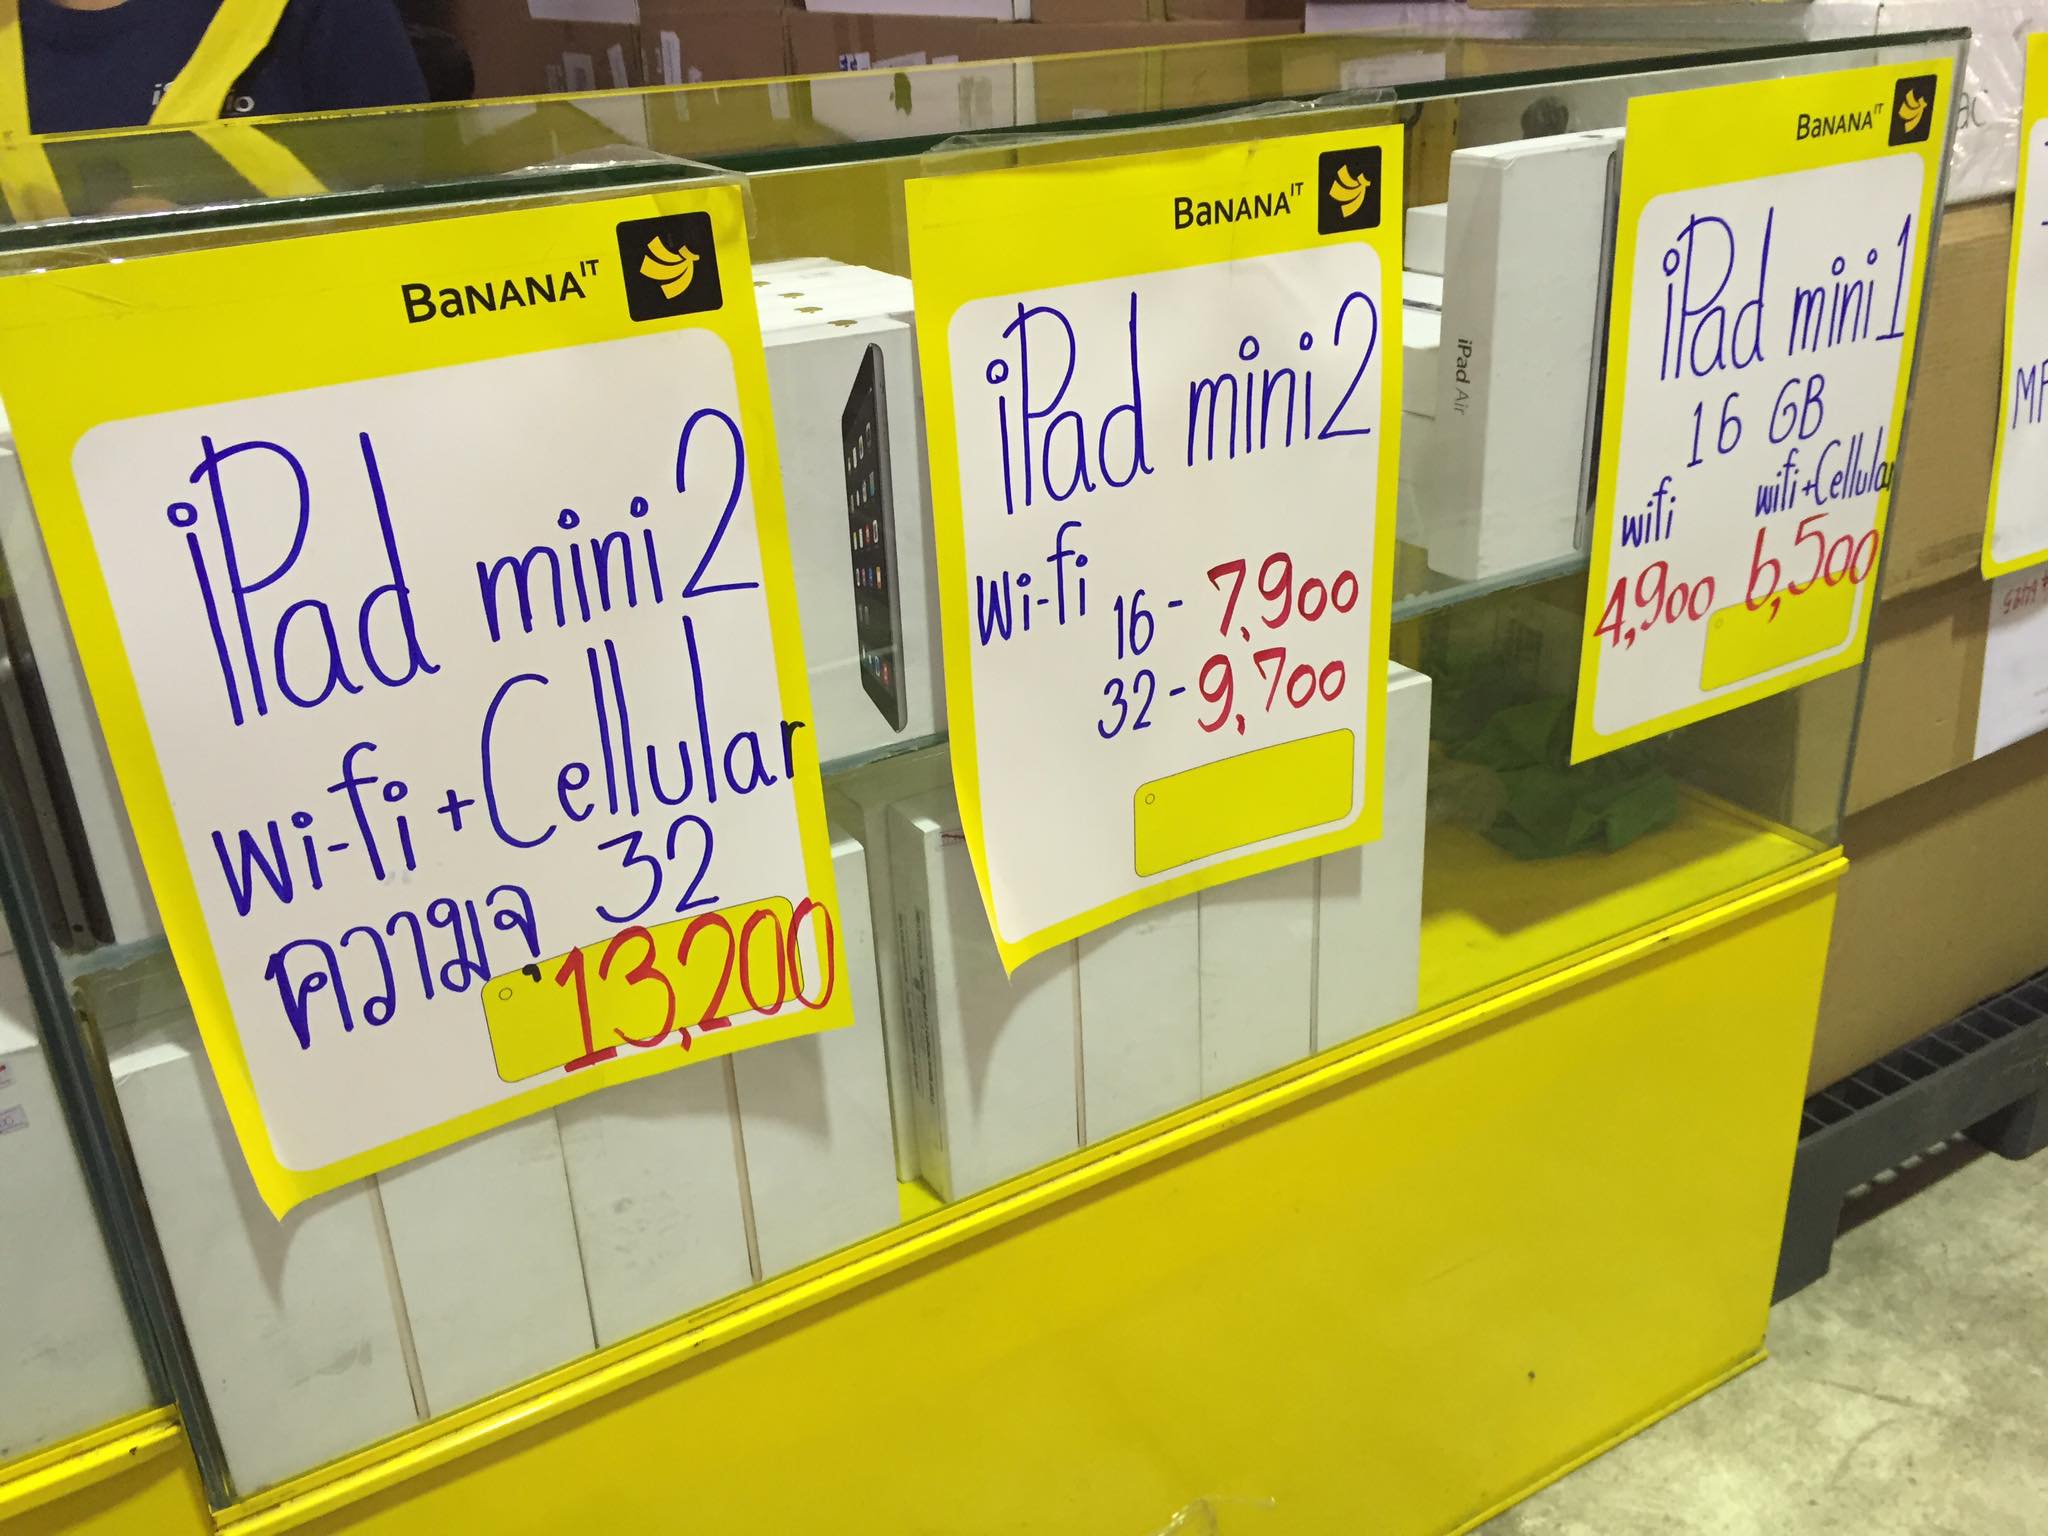 BaNANA IT
iPad mini 2
wi-fi + Cellular
ความจุ 32
13,200
BaNANA IT
iPad mini 2
wi-fi 16 - 7,900
32 - 9,700
iPad Air
BaNANA IT
iPad mini 1
16 GB
wifi wifi + Cellular
4,900 6,500